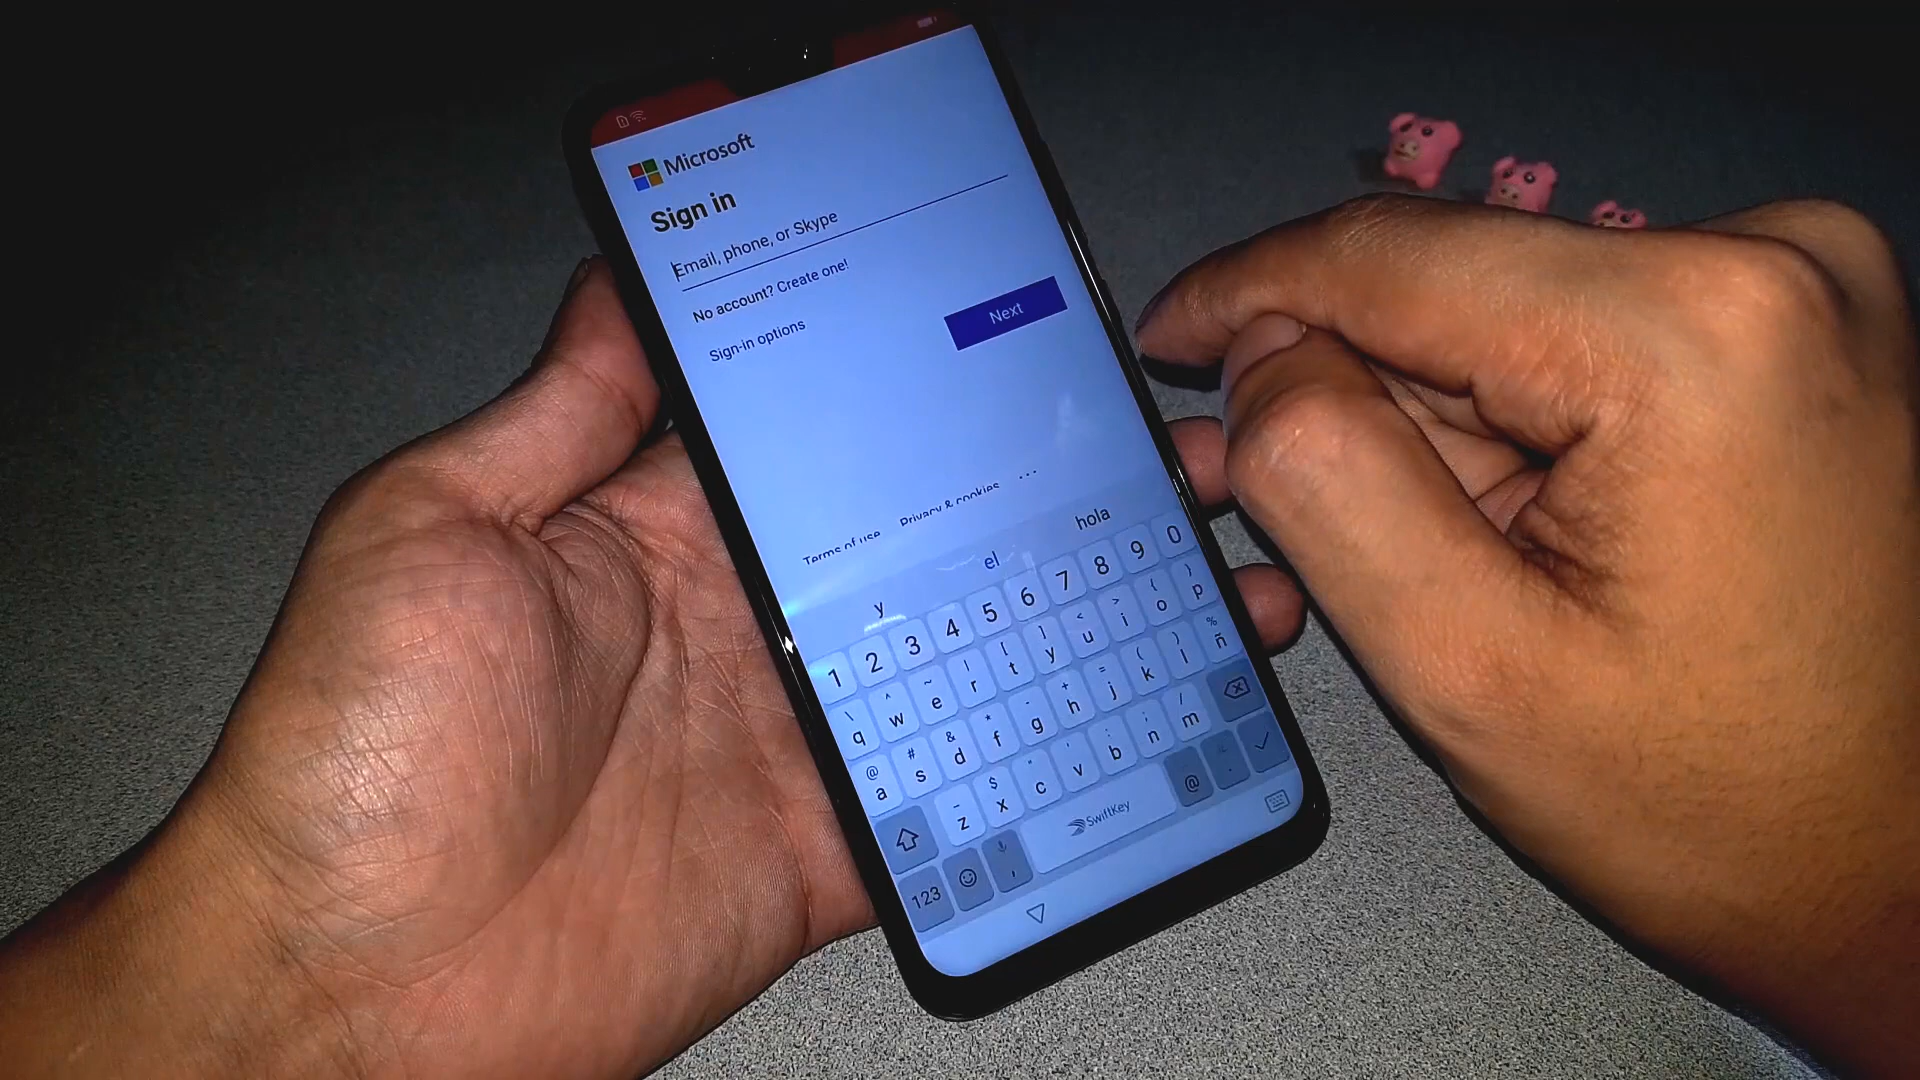 Microsoft
Sign in
Email, phone, or Skype
No account? Create one!
Sign-in options
Next
Terms of use Privacy & cookies ...
y el hola
1 2 3 4 5 6 7 8 9 0
\ ^ ~ | [ ] < > { }
q w e r t y u i o p
@ # & * - + = ( ) %
a s d f g h j k l ñ
_ $ " ' : ; /
z x c v b n m
123 , SwiftKey @ .